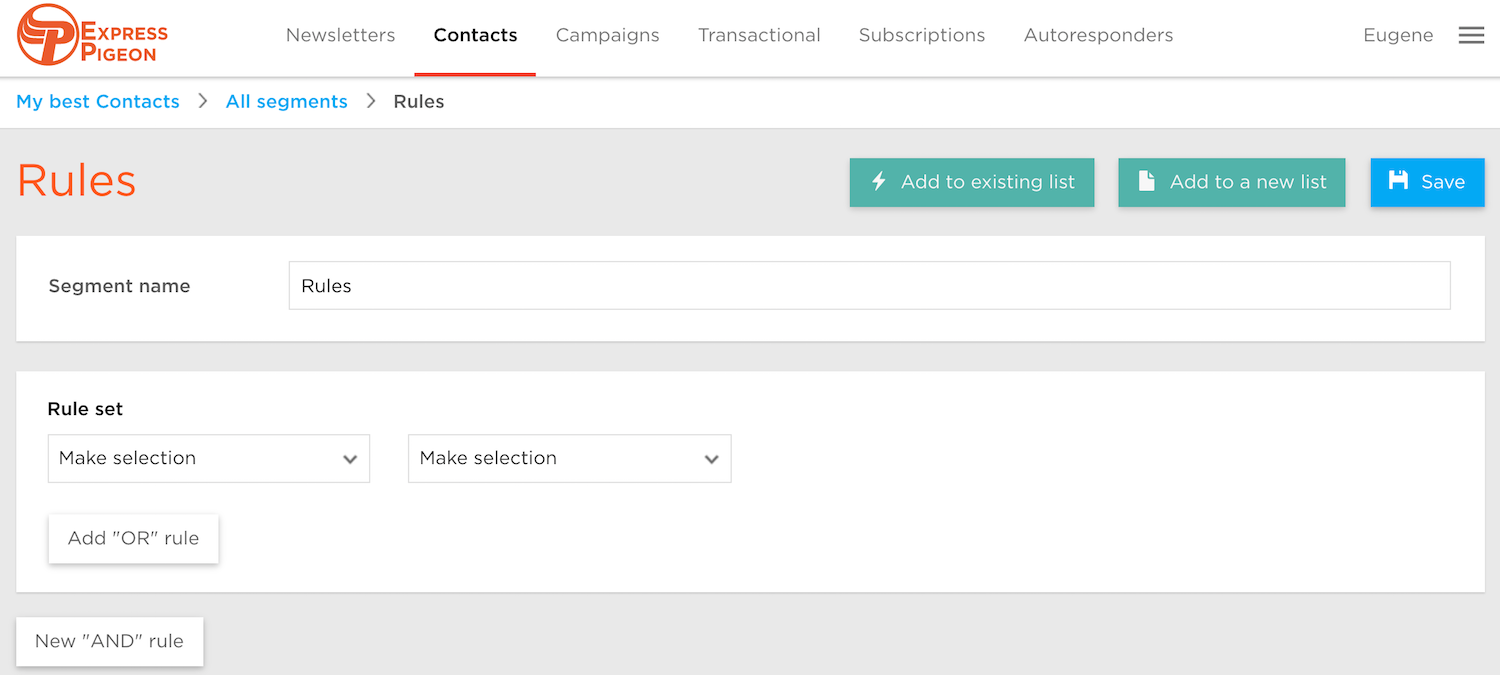 EXPRESS
PIGEON
Newsletters Contacts Campaigns Transactional Subscriptions Autoresponders Eugene
My best Contacts > All segments > Rules
Rules
Add to existing list
Add to a new list
Save
Segment name
Rules
Rule set
Make selection
Make selection
Add "OR" rule
New "AND" rule